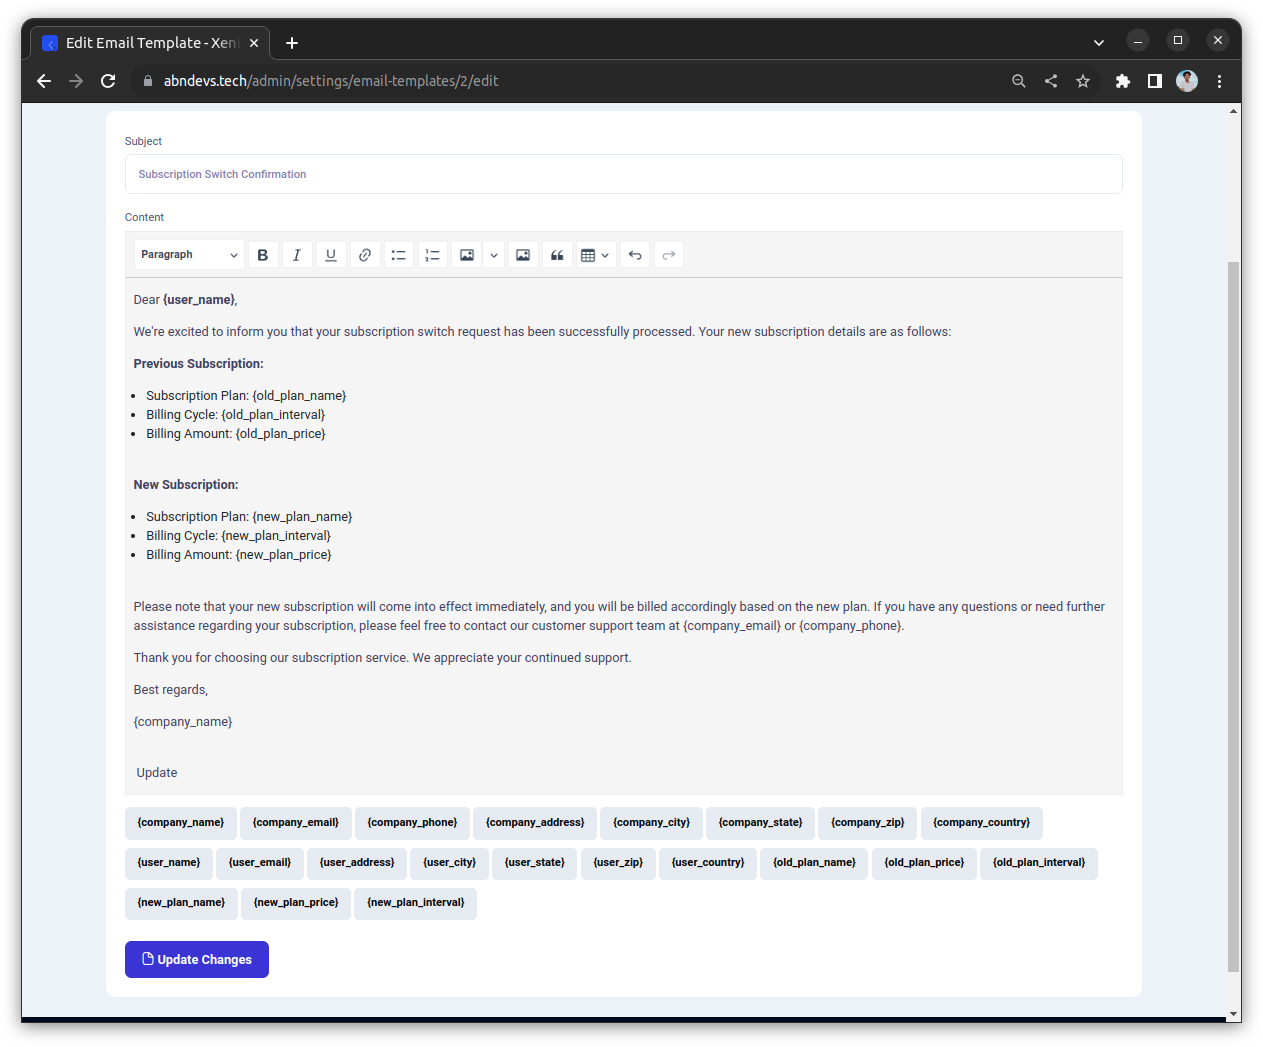 Edit Email Template - Xeni
abndevs.tech/admin/settings/email-templates/2/edit
Subject
Subscription Switch Confirmation
Content
Paragraph B I U
Dear {user_name},
We're excited to inform you that your subscription switch request has been successfully processed. Your new subscription details are as follows:
Previous Subscription:
• Subscription Plan: {old_plan_name}
• Billing Cycle: {old_plan_interval}
• Billing Amount: {old_plan_price}
New Subscription:
• Subscription Plan: {new_plan_name}
• Billing Cycle: {new_plan_interval}
• Billing Amount: {new_plan_price}
Please note that your new subscription will come into effect immediately, and you will be billed accordingly based on the new plan. If you have any questions or need further
assistance regarding your subscription, please feel free to contact our customer support team at {company_email} or {company_phone}.
Thank you for choosing our subscription service. We appreciate your continued support.
Best regards,
{company_name}
Update
{company_name} {company_email} {company_phone} {company_address} {company_city} {company_state} {company_zip} {company_country}
{user_name} {user_email} {user_address} {user_city} {user_state} {user_zip} {user_country} {old_plan_name} {old_plan_price} {old_plan_interval}
{new_plan_name} {new_plan_price} {new_plan_interval}
Update Changes